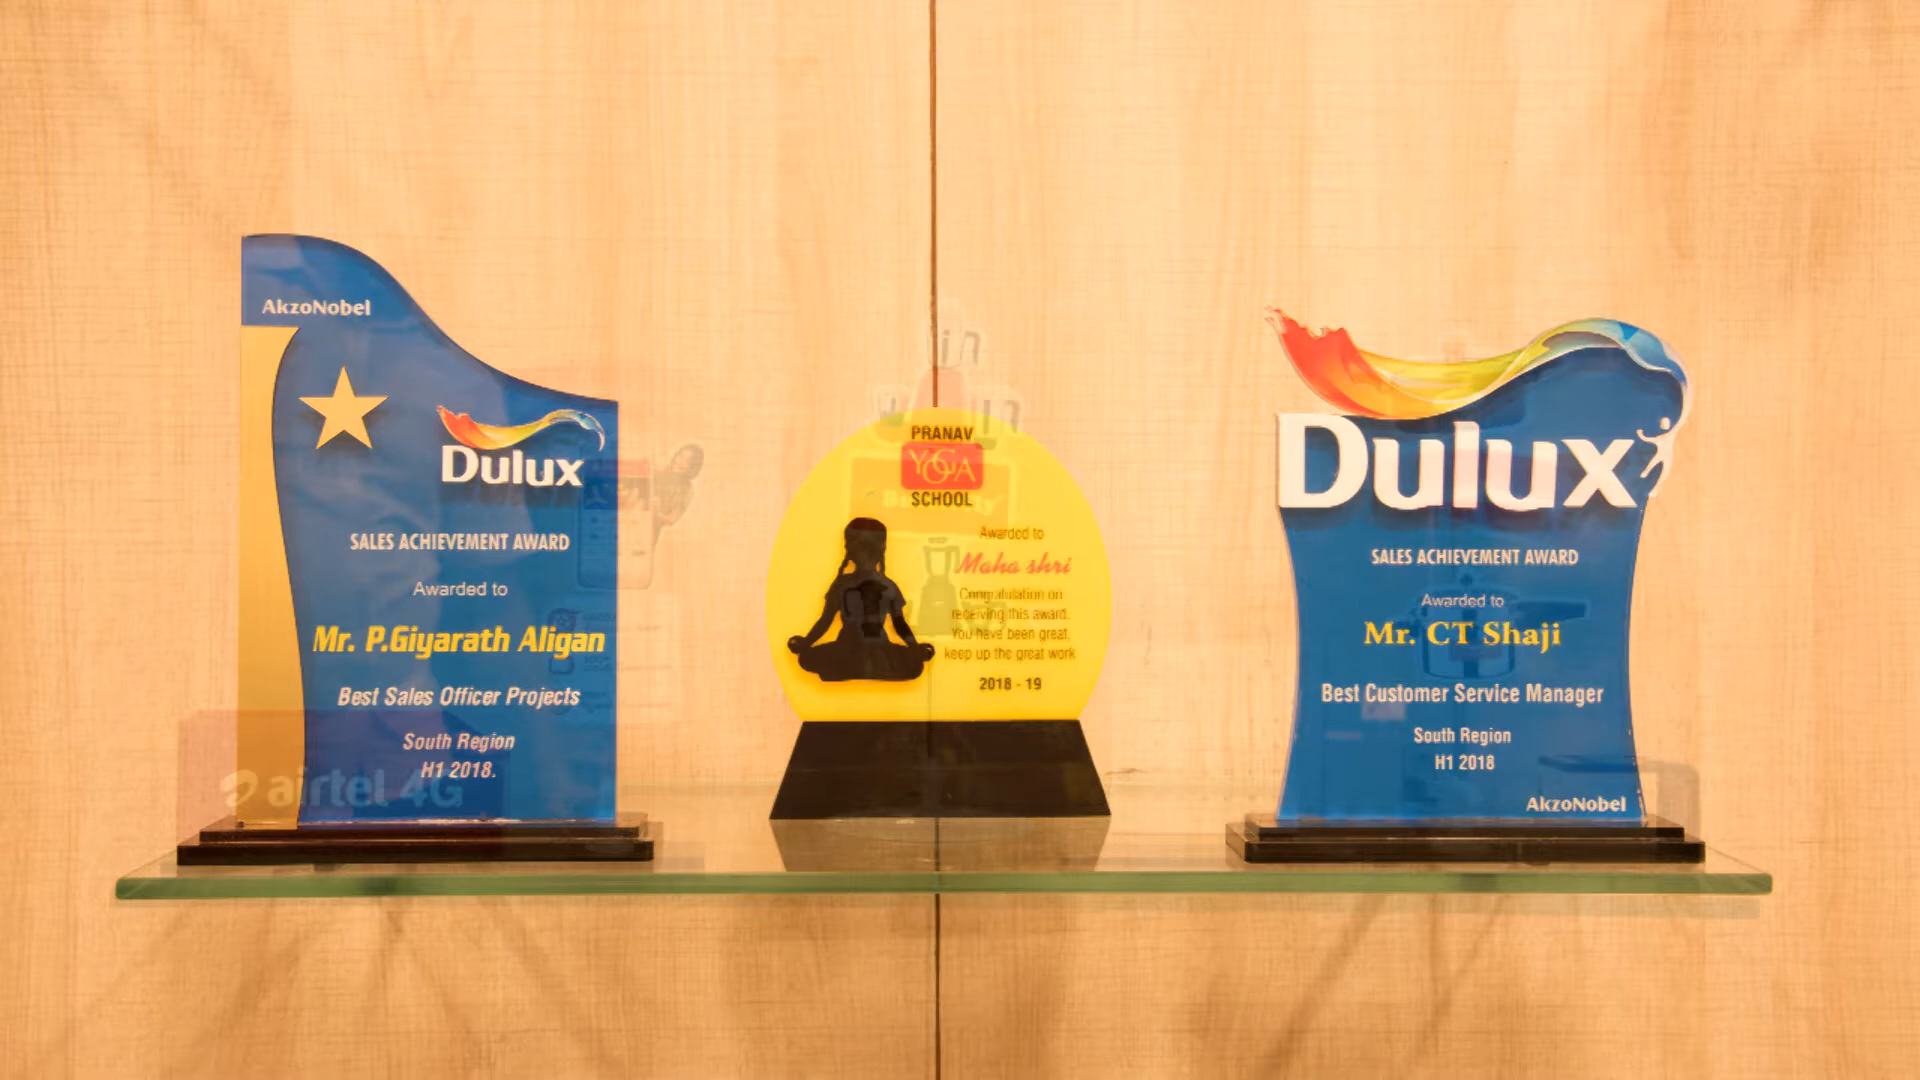 AkzoNobel
Dulux
SALES ACHIEVEMENT AWARD
Awarded to
Mr. P.Giyarath Aligan
Best Sales Officer Projects
South Region
H1 2018.
airtel 4G
PRANAV
YOGA
SCHOOL
Awarded to
Maha shri
Congratulation on
receiving this award.
You have been great,
keep up the great work
2018 - 19
Dulux
SALES ACHIEVEMENT AWARD
Awarded to
Mr. CT Shaji
Best Customer Service Manager
South Region
H1 2018
AkzoNobel